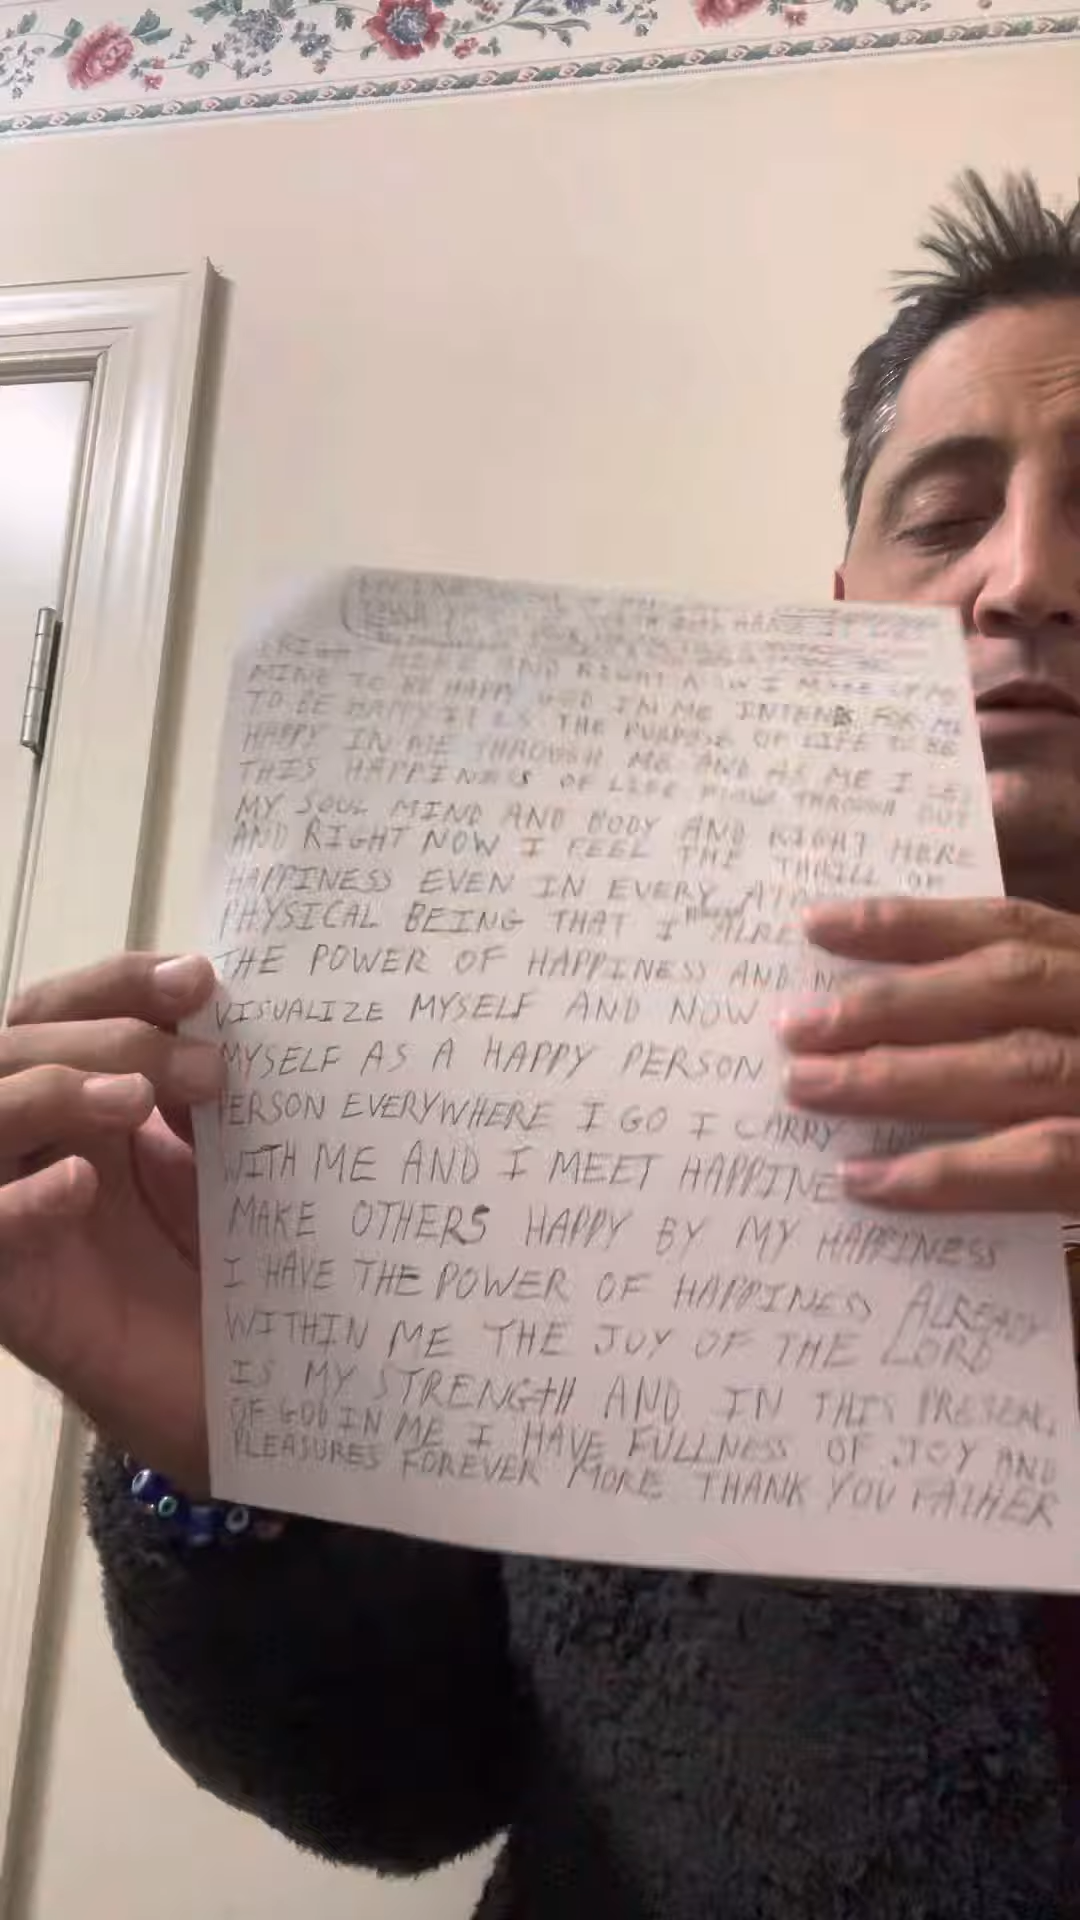 RIGHT HERE AND RIGHT NOW I MAKE UP
MINE TO BE HAPPY GOD IN ME INTENDS FOR ME
TO BE HAPPY IT IS THE PURPOSE OF LIFE TO BE
HAPPY IN ME THROUGH ME AND AS ME I LET
THIS HAPPINESS OF LIFE FLOW THROUGH OUT
MY SOUL MIND AND BODY AND RIGHT HERE
AND RIGHT NOW I FEEL THE THRILL OF
HAPPINESS EVEN IN EVERY
PHYSICAL BEING THAT I
THE POWER OF HAPPINESS AND
VISUALIZE MYSELF AND NOW
MYSELF AS A HAPPY PERSON
PERSON EVERYWHERE I GO I CARRY
WITH ME AND I MEET
MAKE OTHERS HAPPY BY MY HAPPINESS
I HAVE THE POWER OF HAPPINESS ALREADY
WITHIN ME THE JOY OF THE LORD
IS MY STRENGTH AND IN THIS
OF GOD IN ME I HAVE FULLNESS OF JOY AND
PLEASURES FOREVER MORE THANK YOU FATHER